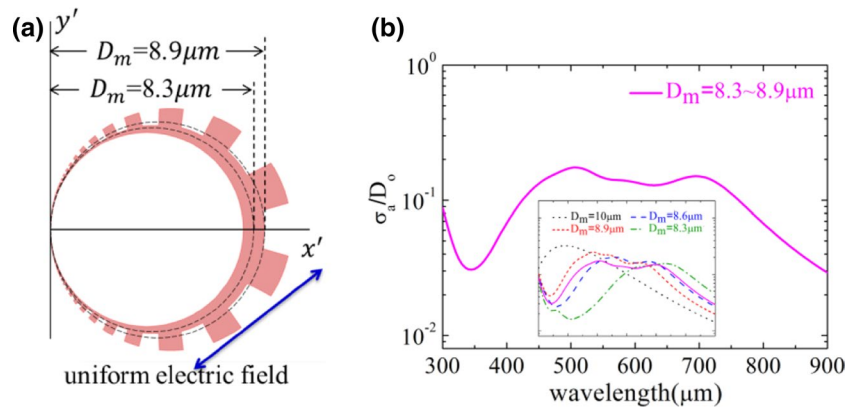 (a)
y′
D_m=8.9μm
D_m=8.3μm
x′
uniform electric field
(b)
10^0
10^-1
10^-2
σ_a/D_o
D_m=8.3~8.9μm
D_m=10μm
D_m=8.6μm
D_m=8.9μm
D_m=8.3μm
300 400 500 600 700 800 900
wavelength(μm)